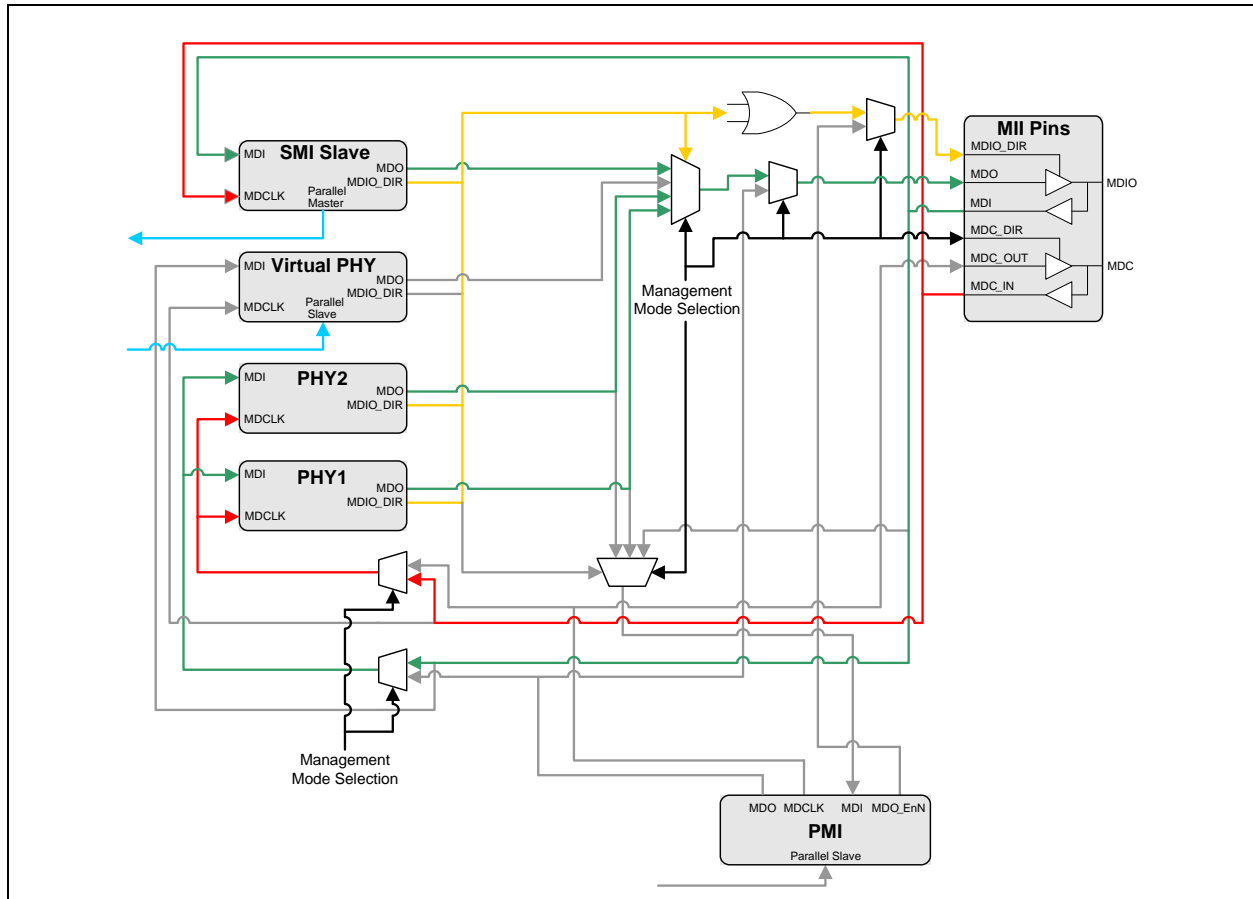 MII Pins
MDIO_DIR
MDO
MDI
MDC_DIR
MDC_OUT
MDC_IN
MDIO
MDC
SMI Slave
MDI
MDCLK
MDO
MDIO_DIR
Parallel
Master
Virtual PHY
MDI
MDCLK
MDO
MDIO_DIR
Parallel
Slave
Management
Mode Selection
PHY2
MDI
MDCLK
MDO
MDIO_DIR
PHY1
MDI
MDCLK
MDO
MDIO_DIR
Management
Mode Selection
MDO
MDCLK
MDI
MDO_EnN
PMI
Parallel Slave